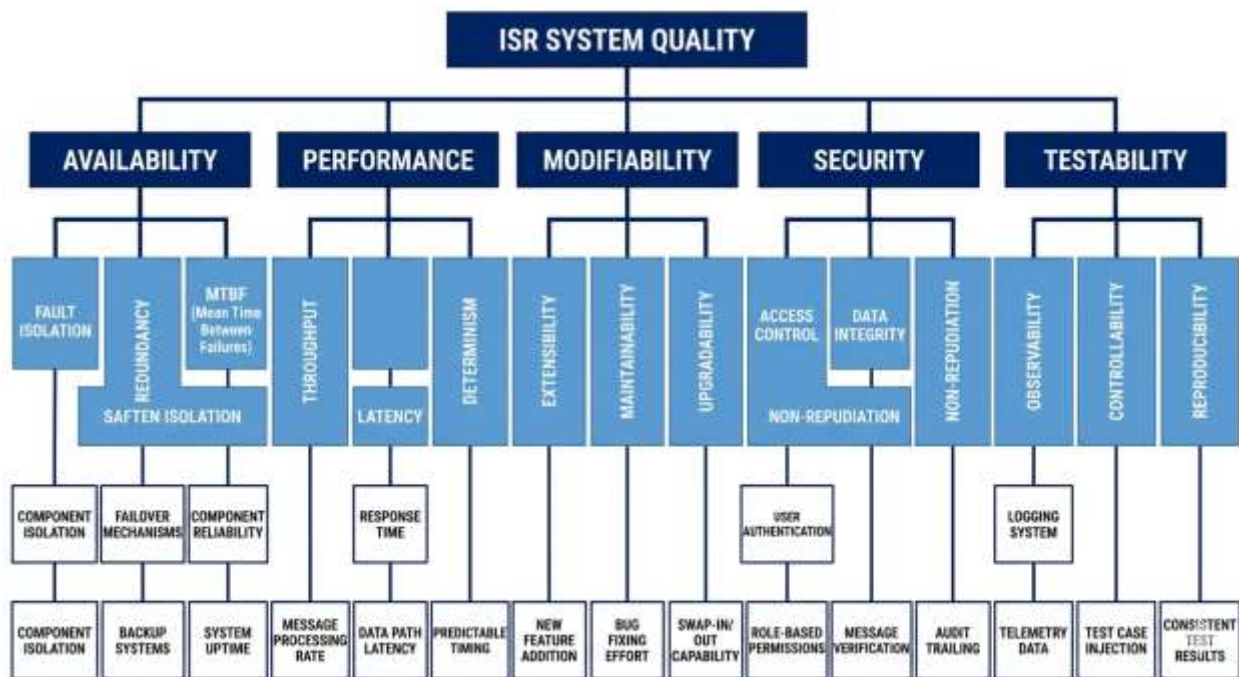 ISR SYSTEM QUALITY
AVAILABILITY
PERFORMANCE
MODIFIABILITY
SECURITY
TESTABILITY
FAULT
ISOLATION
REDUNDANCY
MTBF
(Mean Time
Between
Failures)
SAFTEN ISOLATION
THROUGHPUT
LATENCY
DETERMINISM
EXTENSIBILITY
MAINTAINABILITY
UPGRADABILITY
ACCESS
CONTROL
DATA
INTEGRITY
NON-REPUDIATION
NON-REPUDIATION
OBSERVABILITY
CONTROLLABILITY
REPRODUCIBILITY
COMPONENT
ISOLATION
FAILOVER
MECHANISMS
COMPONENT
RELIABILITY
RESPONSE
TIME
USER
AUTHENTICATION
LOGGING
SYSTEM
COMPONENT
ISOLATION
BACKUP
SYSTEMS
SYSTEM
UPTIME
MESSAGE
PROCESSING
RATE
DATA PATH
LATENCY
PREDICTABLE
TIMING
NEW
FEATURE
ADDITION
BUG
FIXING
EFFORT
SWAP-IN/
OUT
CAPABILITY
ROLE-BASED
PERMISSIONS
MESSAGE
VERIFICATION
AUDIT
TRAILING
TELEMETRY
DATA
TEST CASE
INJECTION
CONSISTENT
TEST
RESULTS